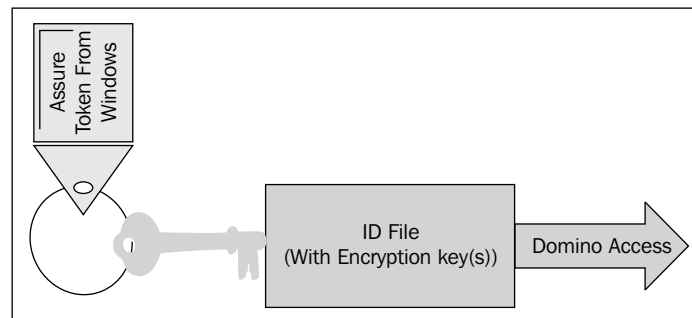 Assure
Token From
Windows
ID File
(With Encryption key(s))
Domino Access